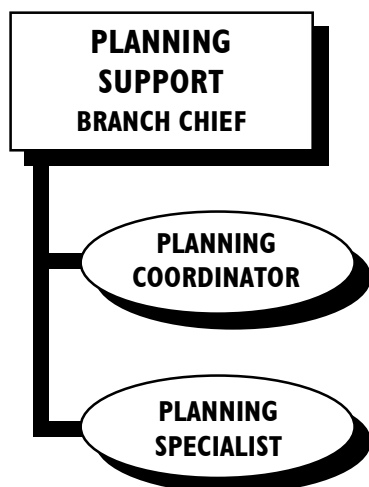 PLANNING
SUPPORT
BRANCH CHIEF
PLANNING
COORDINATOR
PLANNING
SPECIALIST